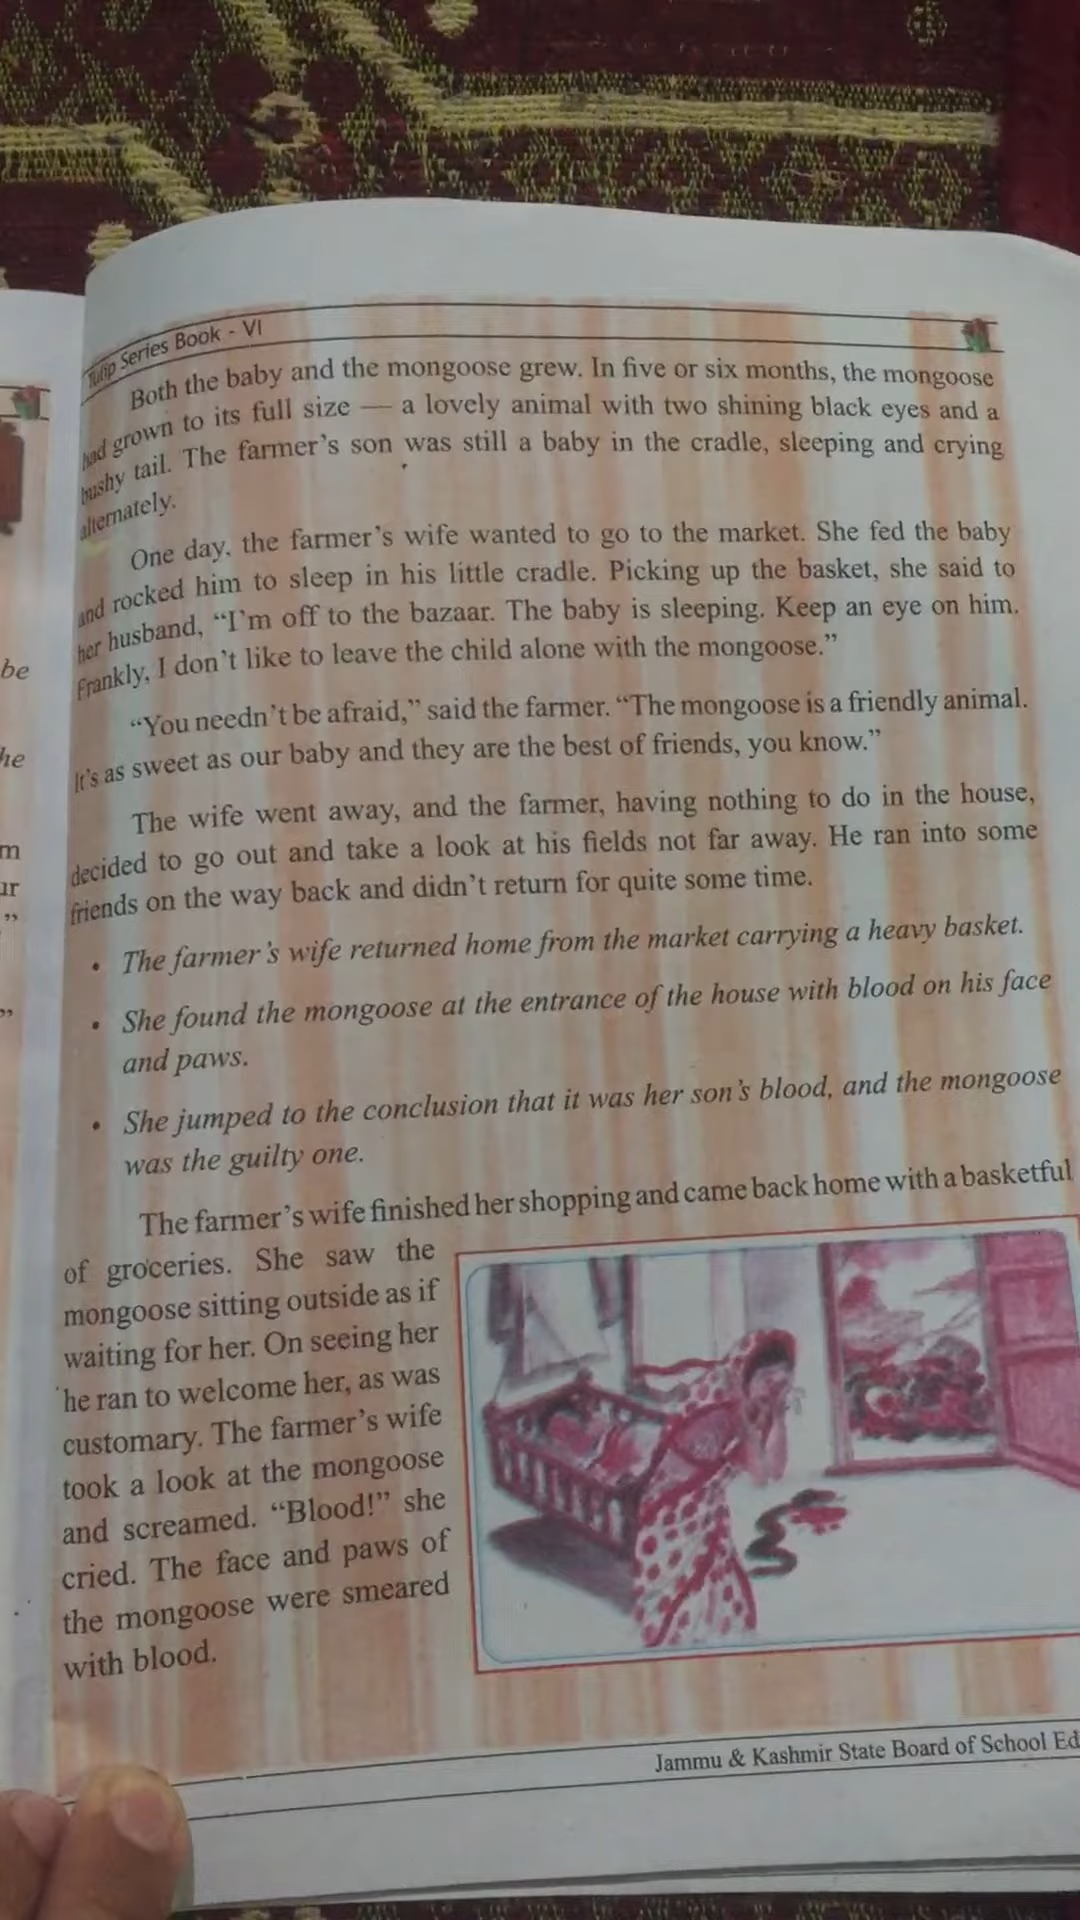 Tulip Series Book - VI
Both the baby and the mongoose grew. In five or six months, the mongoose
had grown to its full size — a lovely animal with two shining black eyes and a
bushy tail. The farmer's son was still a baby in the cradle, sleeping and crying
alternately.
One day, the farmer's wife wanted to go to the market. She fed the baby
and rocked him to sleep in his little cradle. Picking up the basket, she said to
her husband, “I'm off to the bazaar. The baby is sleeping. Keep an eye on him.
Frankly, I don't like to leave the child alone with the mongoose.”
“You needn't be afraid,” said the farmer. “The mongoose is a friendly animal.
It's as sweet as our baby and they are the best of friends, you know.”
The wife went away, and the farmer, having nothing to do in the house,
decided to go out and take a look at his fields not far away. He ran into some
friends on the way back and didn't return for quite some time.
• The farmer's wife returned home from the market carrying a heavy basket.
• She found the mongoose at the entrance of the house with blood on his face
and paws.
• She jumped to the conclusion that it was her son's blood, and the mongoose
was the guilty one.
The farmer's wife finished her shopping and came back home with a basketful
of groceries. She saw the
mongoose sitting outside as if
waiting for her. On seeing her
he ran to welcome her, as was
customary. The farmer's wife
took a look at the mongoose
and screamed. “Blood!” she
cried. The face and paws of
the mongoose were smeared
with blood.
Jammu & Kashmir State Board of School Ed
be
he
m
ur
”
”